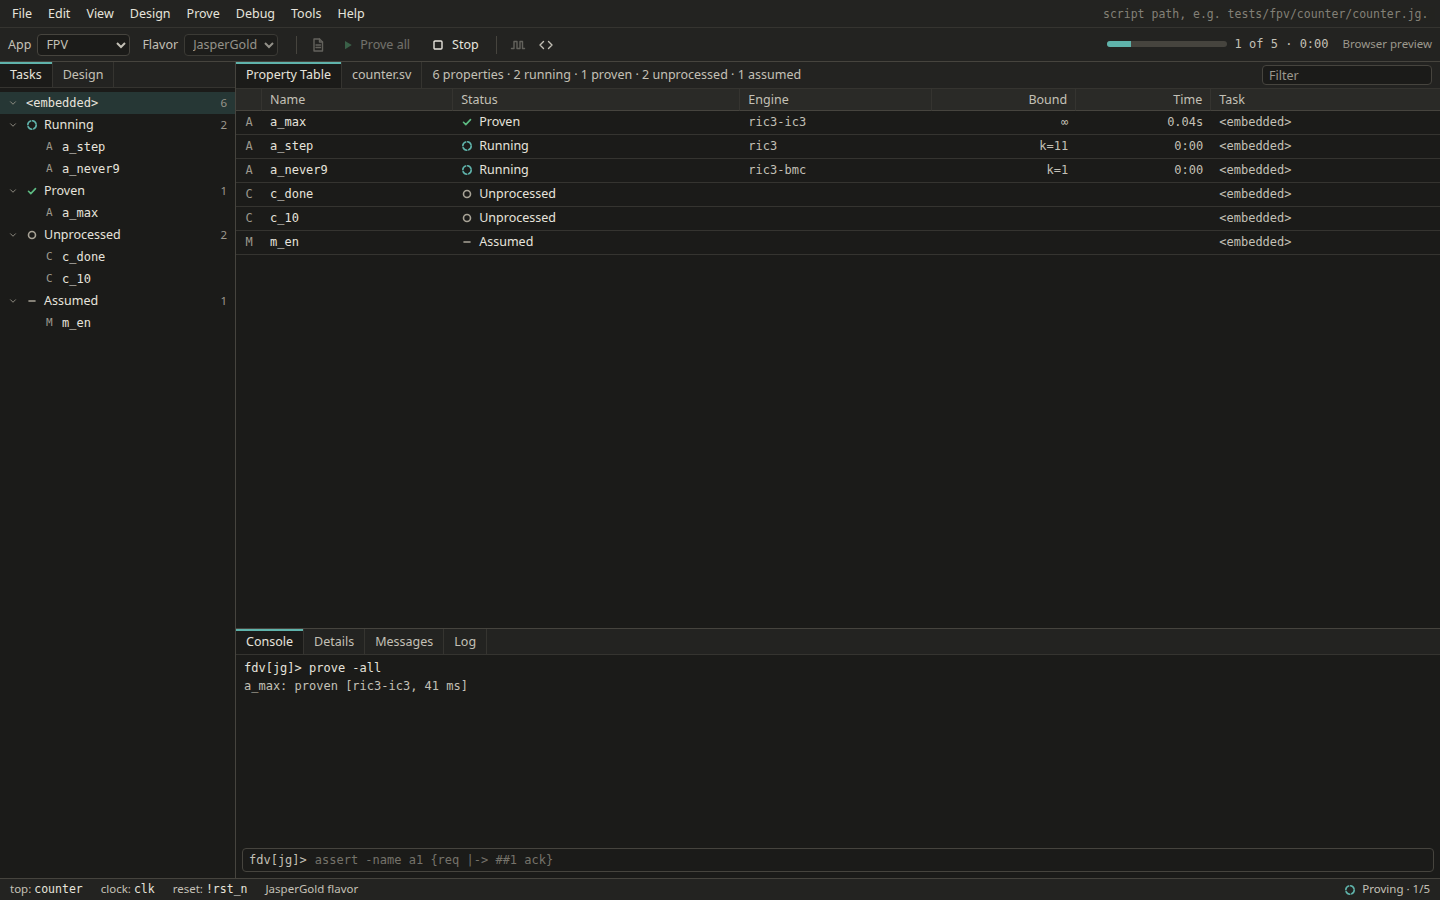 File Edit View Design Prove Debug Tools Help script path, e.g. tests/fpv/counter/counter.jg.
App FPV Flavor JasperGold Prove all Stop 1 of 5 · 0:00 Browser preview
Tasks Design Property Table counter.sv 6 properties · 2 running · 1 proven · 2 unprocessed · 1 assumed Filter
<embedded> 6
Running 2
A a_step
A a_never9
Proven 1
A a_max
Unprocessed 2
C c_done
C c_10
Assumed 1
M m_en
Name Status Engine Bound Time Task
A a_max Proven ric3-ic3 ∞ 0.04s <embedded>
A a_step Running ric3 k=11 0:00 <embedded>
A a_never9 Running ric3-bmc k=1 0:00 <embedded>
C c_done Unprocessed <embedded>
C c_10 Unprocessed <embedded>
M m_en Assumed <embedded>
Console Details Messages Log
fdv[jg]> prove -all
a_max: proven [ric3-ic3, 41 ms]
fdv[jg]> assert -name a1 {req |-> ##1 ack}
top: counter clock: clk reset: !rst_n JasperGold flavor Proving · 1/5